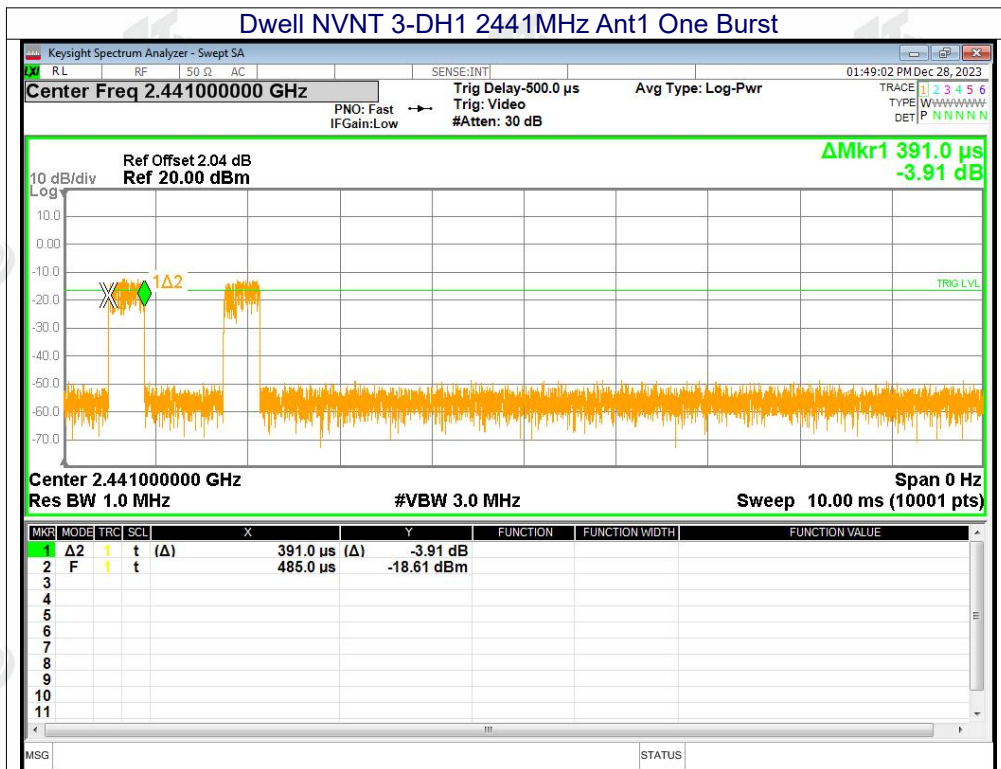 Dwell NVNT 3-DH1 2441MHz Ant1 One Burst
Keysight Spectrum Analyzer - Swept SA
LXI RL RF 50 Ω AC SENSE:INT 01:49:02 PM Dec 28, 2023
Center Freq 2.441000000 GHz Trig Delay-500.0 µs Avg Type: Log-Pwr TRACE 1 2 3 4 5 6
PNO: Fast Trig: Video TYPE WWWWWWW
IFGain:Low #Atten: 30 dB DET P N N N N N
ΔMkr1 391.0 µs
Ref Offset 2.04 dB
10 dB/div Ref 20.00 dBm -3.91 dB
Log
10.0
0.00
-10.0
1Δ2
TRIG LVL
-20.0
-30.0
-40.0
-50.0
-60.0
-70.0
Center 2.441000000 GHz Span 0 Hz
Res BW 1.0 MHz #VBW 3.0 MHz Sweep 10.00 ms (10001 pts)
MKR MODE TRC SCL X Y FUNCTION FUNCTION WIDTH FUNCTION VALUE
1 Δ2 1 t (Δ) 391.0 µs (Δ) -3.91 dB
2 F 1 t 485.0 µs -18.61 dBm
3
4
5
6
7
8
9
10
11
MSG STATUS